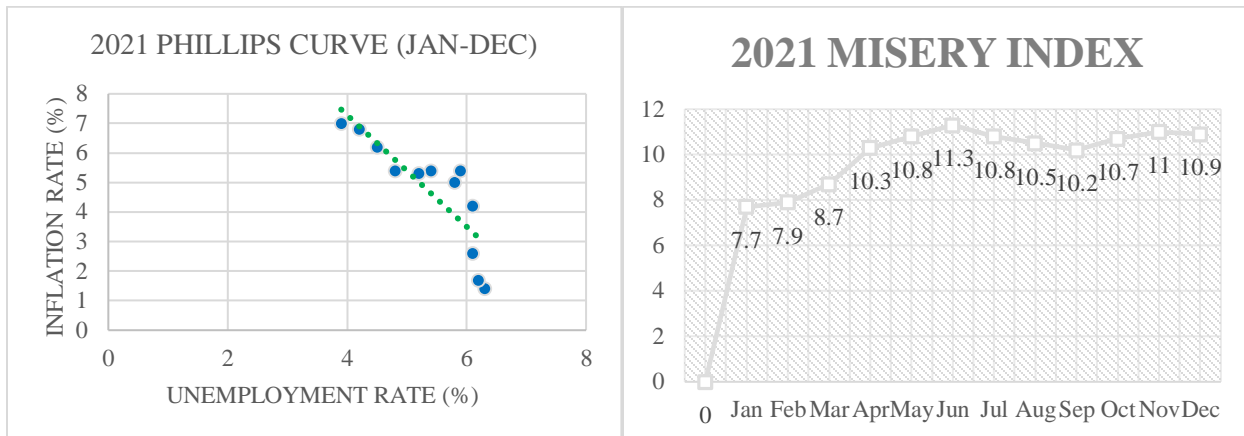 2021 PHILLIPS CURVE (JAN-DEC)
INFLATION RATE (%)
8
7
6
5
4
3
2
1
0
0 2 4 6 8
UNEMPLOYMENT RATE (%)
2021 MISERY INDEX
12
10
8
6
4
2
0
7.7 7.9 8.7 10.3 10.8 11.3 10.8 10.5 10.2 10.7 11 10.9
0 Jan Feb Mar Apr May Jun Jul Aug Sep Oct Nov Dec